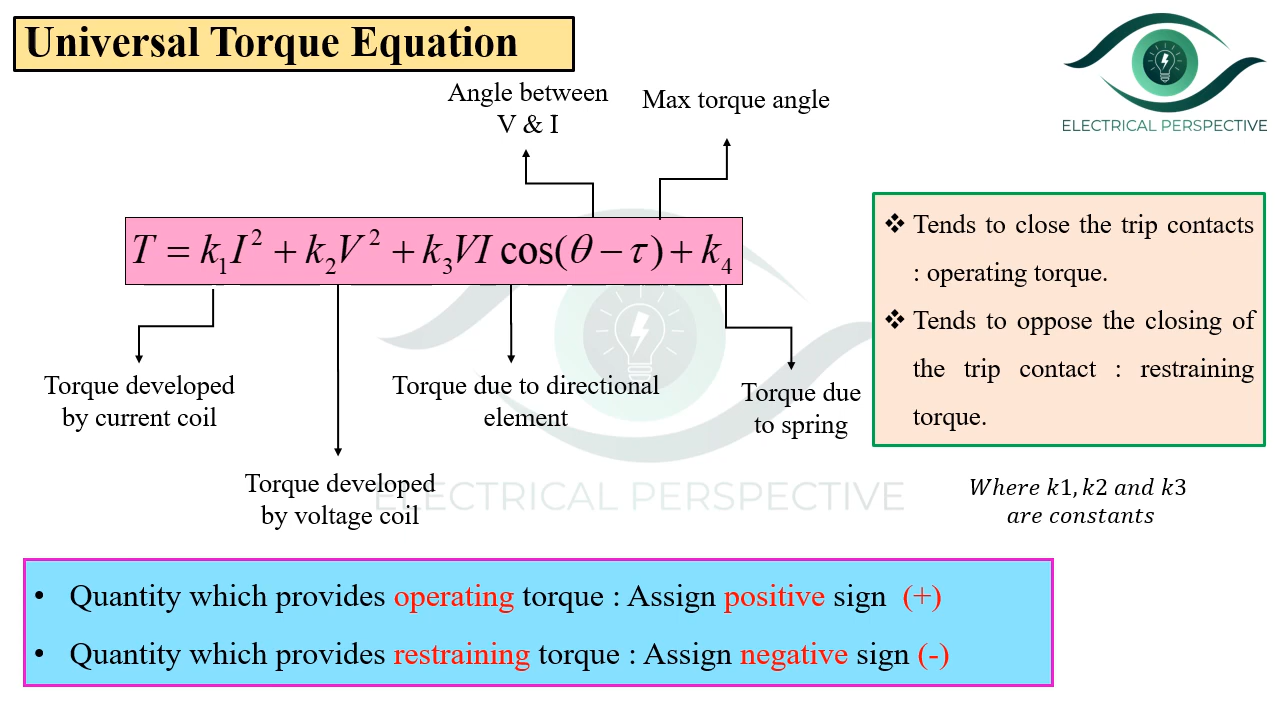 Universal Torque Equation
ELECTRICAL PERSPECTIVE
Angle between
V & I
Max torque angle
T = k₁I² + k₂V² + k₃VI cos(θ − τ) + k₄
Torque developed
by current coil
Torque developed
by voltage coil
Torque due to directional
element
Torque due
to spring
❖ Tends to close the trip contacts
: operating torque.
❖ Tends to oppose the closing of
the trip contact : restraining
torque.
ELECTRICAL PERSPECTIVE
Where k1, k2 and k3
are constants
• Quantity which provides operating torque : Assign positive sign (+)
• Quantity which provides restraining torque : Assign negative sign (-)